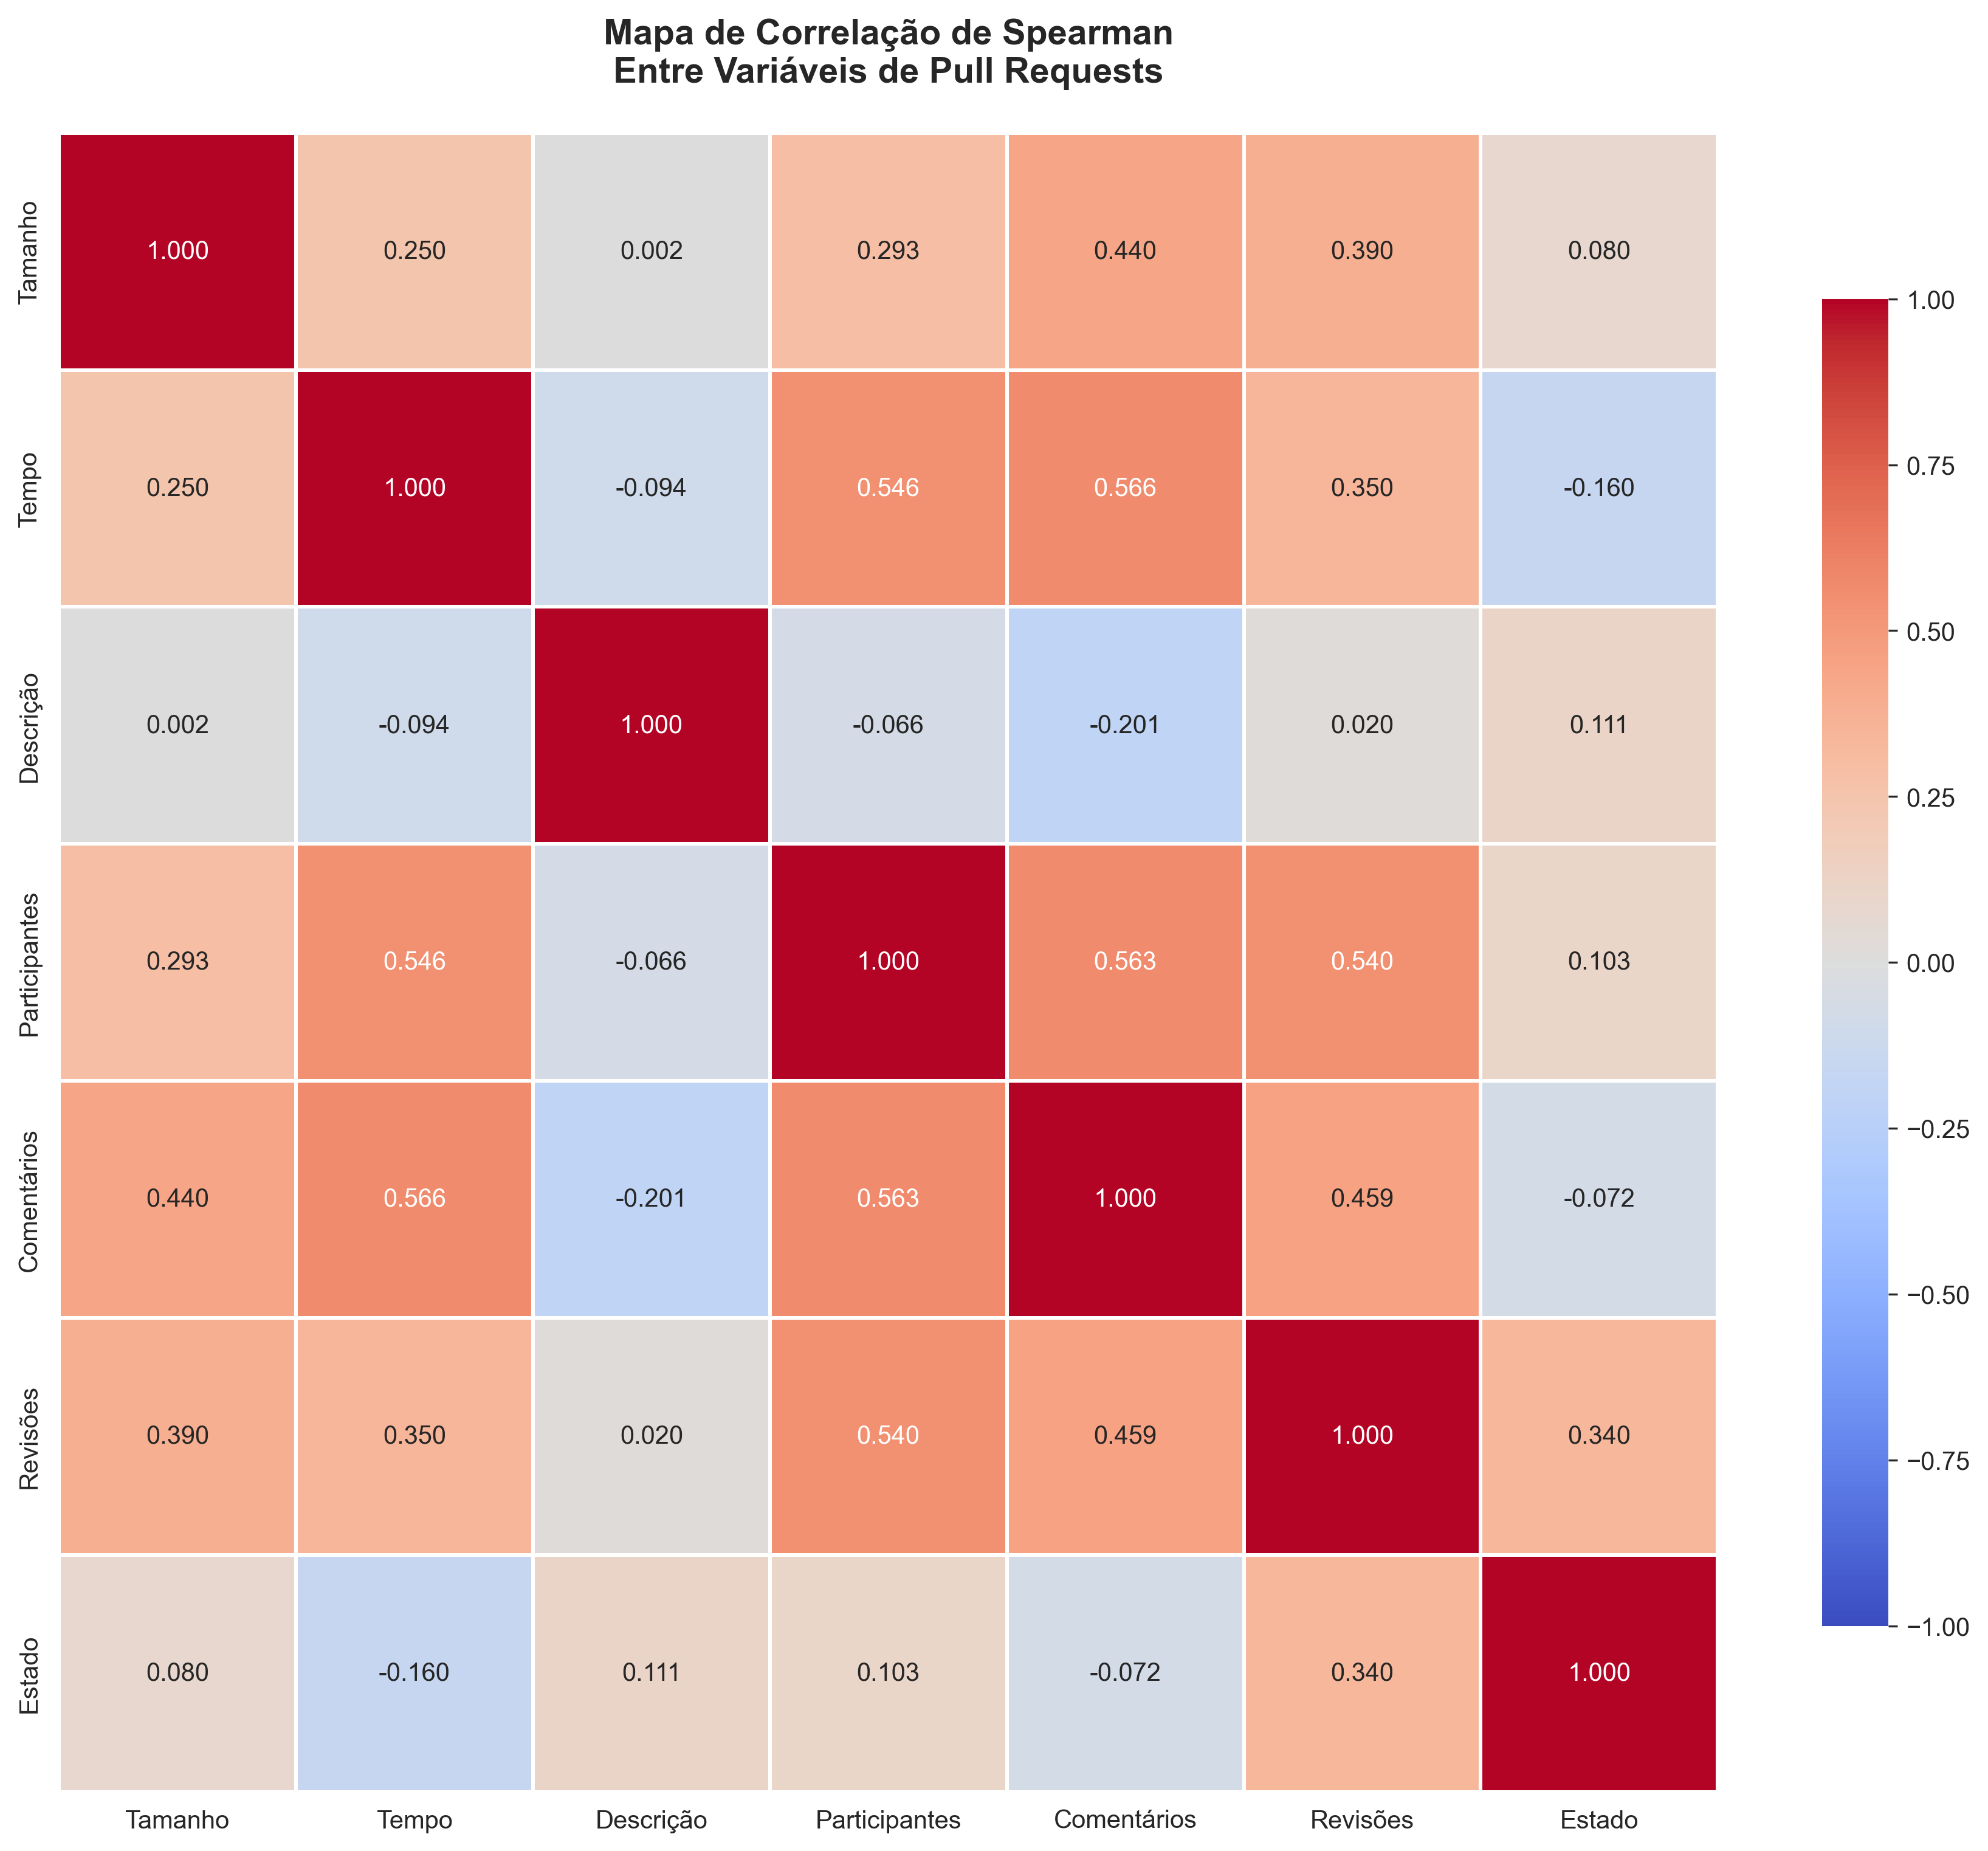 Mapa de Correlação de Spearman
Entre Variáveis de Pull Requests
Tamanho 1.000 0.250 0.002 0.293 0.440 0.390 0.080
Tempo 0.250 1.000 -0.094 0.546 0.566 0.350 -0.160
Descrição 0.002 -0.094 1.000 -0.066 -0.201 0.020 0.111
Participantes 0.293 0.546 -0.066 1.000 0.563 0.540 0.103
Comentários 0.440 0.566 -0.201 0.563 1.000 0.459 -0.072
Revisões 0.390 0.350 0.020 0.540 0.459 1.000 0.340
Estado 0.080 -0.160 0.111 0.103 -0.072 0.340 1.000
Tamanho Tempo Descrição Participantes Comentários Revisões Estado
1.00
0.75
0.50
0.25
0.00
−0.25
−0.50
−0.75
−1.00